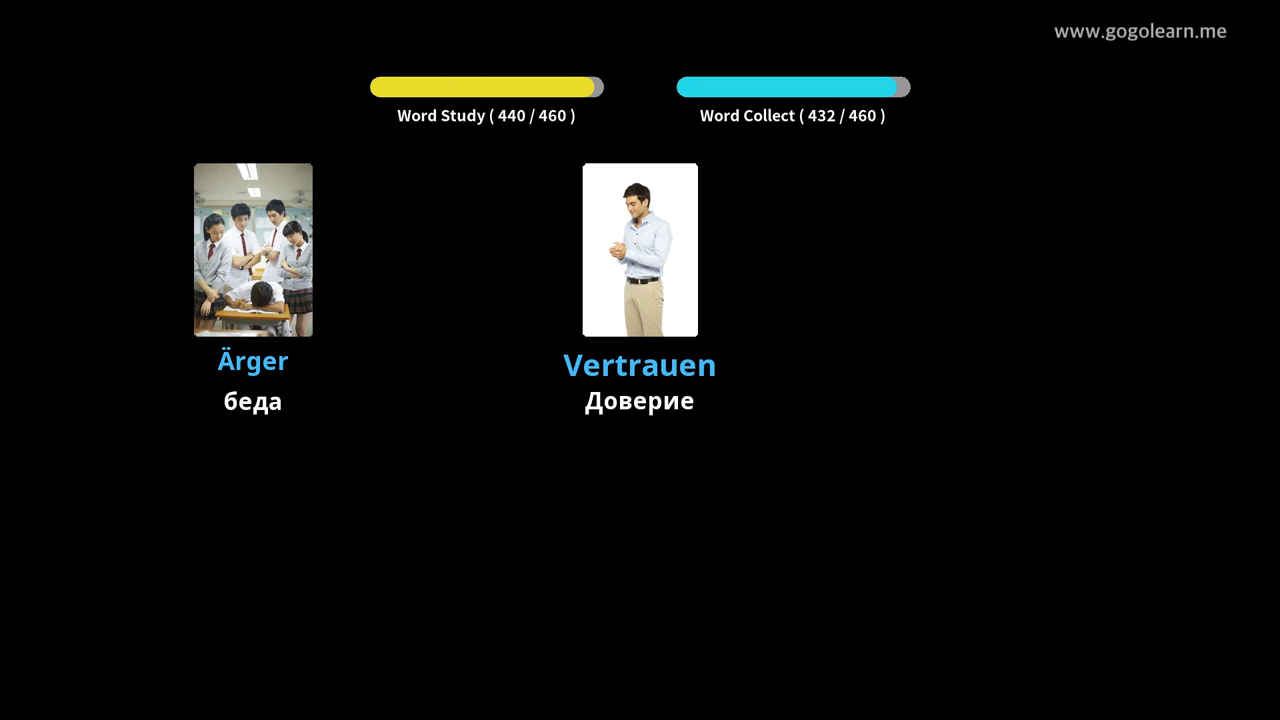 www.gogolearn.me
Word Study ( 440 / 460 )
Word Collect ( 432 / 460 )
Ärger
беда
Vertrauen
Доверие